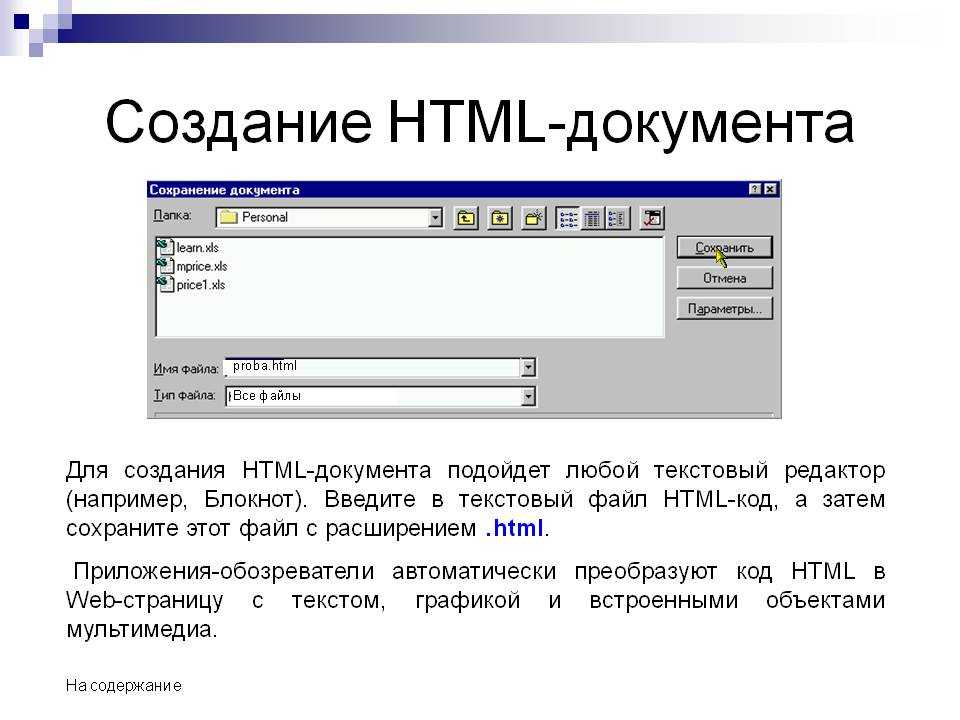 Создание HTML-документа
Сохранение документа
Папка: Personal
learn.xls
mprice.xls
price1.xls
Сохранить
Отмена
Параметры...
Имя файла: proba.html
Тип файла: Все файлы
Для создания HTML-документа подойдет любой текстовый редактор
(например, Блокнот). Введите в текстовый файл HTML-код, а затем
сохраните этот файл с расширением .html.
Приложения-обозреватели автоматически преобразуют код HTML в
Web-страницу с текстом, графикой и встроенными объектами
мультимедиа.
На содержание